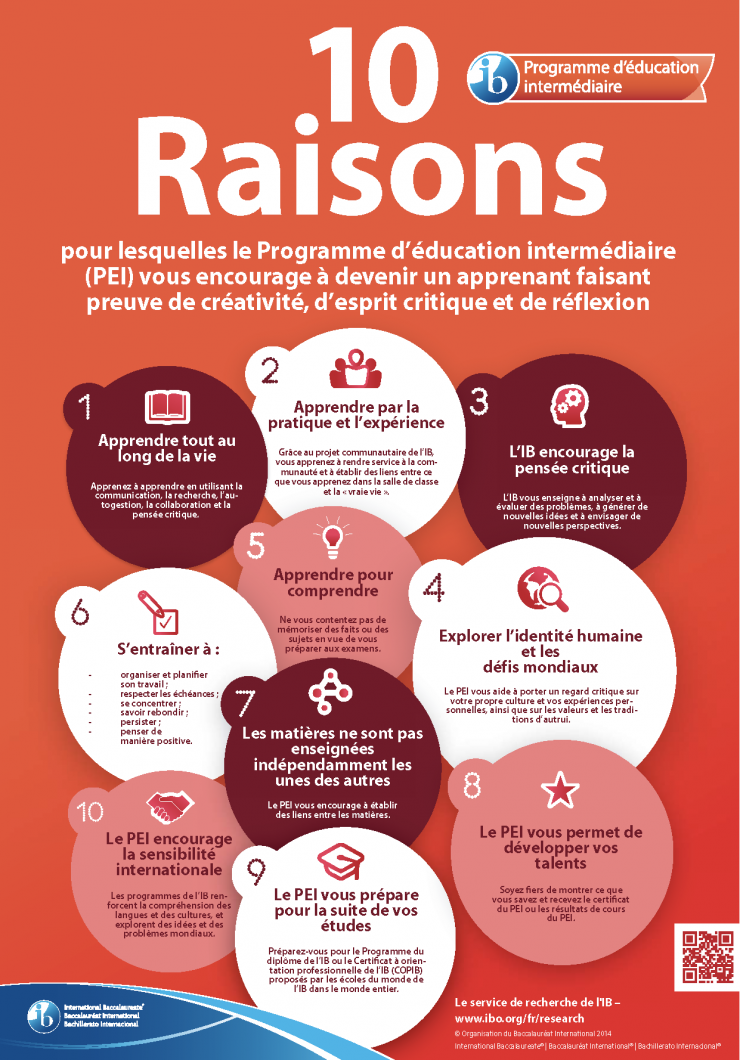 10
Raisons
ib
Programme d'éducation
intermédiaire
pour lesquelles le Programme d'éducation intermédiaire
(PEI) vous encourage à devenir un apprenant faisant
preuve de créativité, d'esprit critique et de réflexion
1
Apprendre tout au
long de la vie
Apprenez à apprendre en utilisant la
communication, la recherche, l'au-
togestion, la collaboration et la
pensée critique.
2
Apprendre par la
pratique et l'expérience
Grâce au projet communautaire de l'IB,
vous apprenez à rendre service à la com-
munauté et à établir des liens entre ce
que vous apprenez dans la salle de classe
et la « vraie vie ».
3
L'IB encourage la
pensée critique
L'IB vous enseigne à analyser et à
évaluer des problèmes, à générer de
nouvelles idées et à envisager de
nouvelles perspectives.
4
Explorer l'identité humaine
et les
défis mondiaux
Le PEI vous aide à porter un regard critique sur
votre propre culture et vos expériences per-
sonnelles, ainsi que sur les valeurs et les tradi-
tions d'autrui.
5
Apprendre pour
comprendre
Ne vous contentez pas de
mémoriser des faits ou des
sujets en vue de vous
préparer aux examens.
6
S'entraîner à :
- organiser et planifier
son travail ;
- respecter les échéances ;
- se concentrer ;
- savoir rebondir ;
- persister ;
- penser de
manière positive.
7
Les matières ne sont pas
enseignées
indépendamment les
unes des autres
Le PEI vous encourage à établir
des liens entre les matières.
8
Le PEI vous permet de
développer vos
talents
Soyez fiers de montrer ce que
vous savez et recevez le certificat
du PEI ou les résultats de cours
du PEI.
9
Le PEI vous prépare
pour la suite de vos
études
Préparez-vous pour le Programme du
diplôme de l'IB ou le Certificat à orien-
tation professionelle de l'IB (COPIB)
proposés par les écoles du monde de
l'IB dans le monde entier.
10
Le PEI encourage
la sensibilité
internationale
Les programmes de l'IB ren-
forcent la compréhension des
langues et des cultures, et
explorent des idées et des
problèmes mondiaux.
ib
International Baccalaureate®
Baccalauréat International
Bachillerato Internacional
Le service de recherche de l'IB –
www.ibo.org/fr/research
© Organisation du Baccalauréat International 2014
International Baccalaureate® | Baccalauréat International® | Bachillerato Internacional®